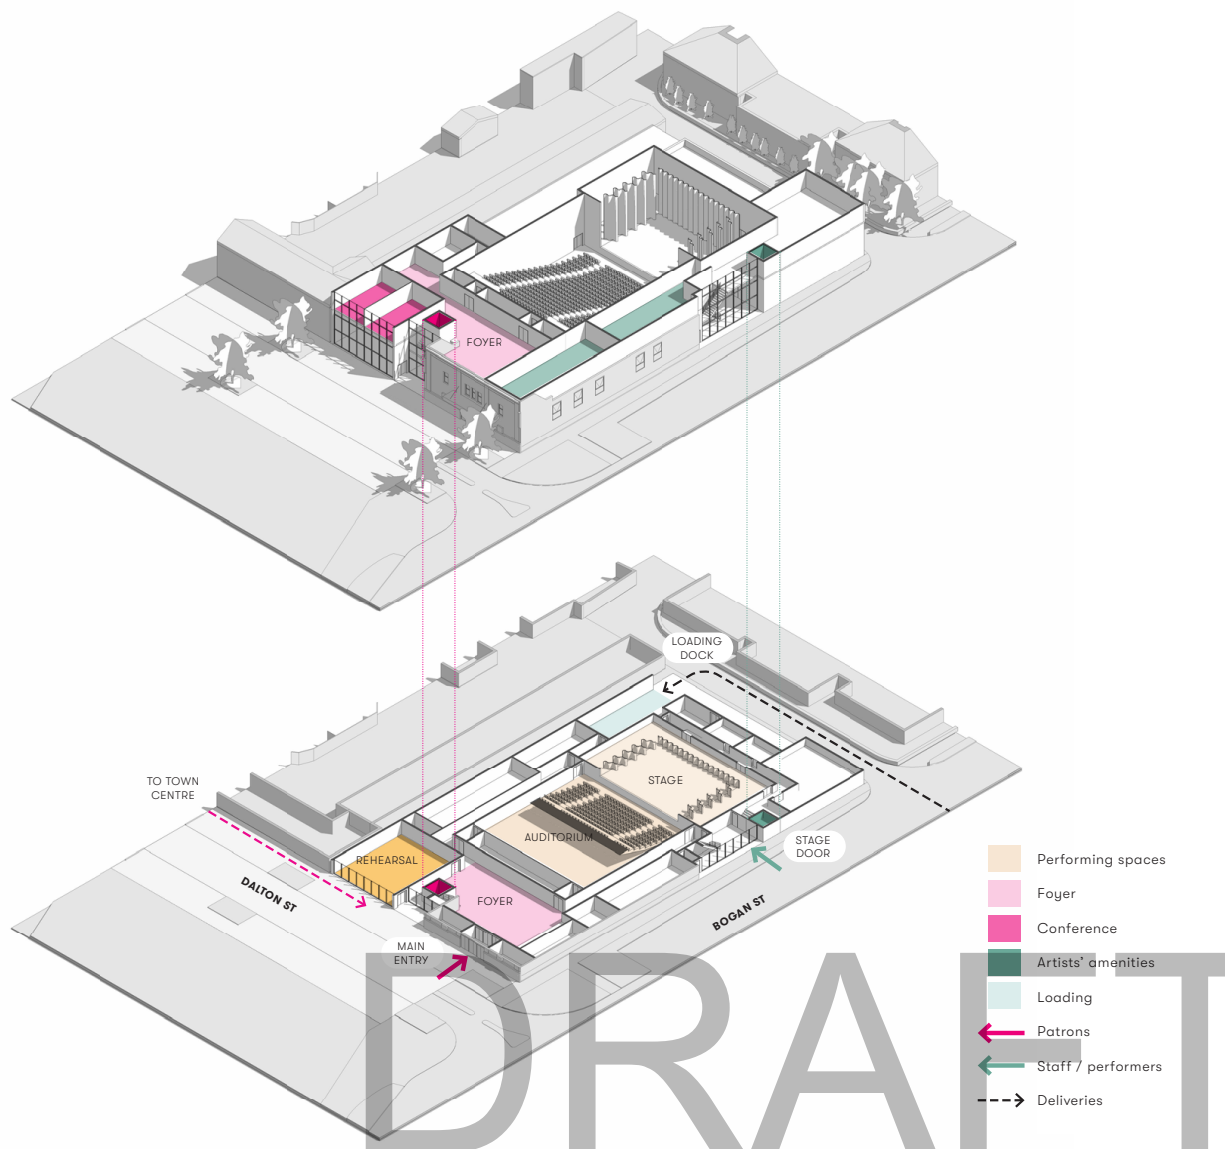 FOYER
LOADING
DOCK
TO TOWN
CENTRE
STAGE
AUDITORIUM
STAGE
DOOR
REHEARSAL
DALTON ST
FOYER
BOGAN ST
MAIN
ENTRY
Performing spaces
Foyer
Conference
Artists' amenities
Loading
Patrons
Staff / performers
Deliveries
DRAFT